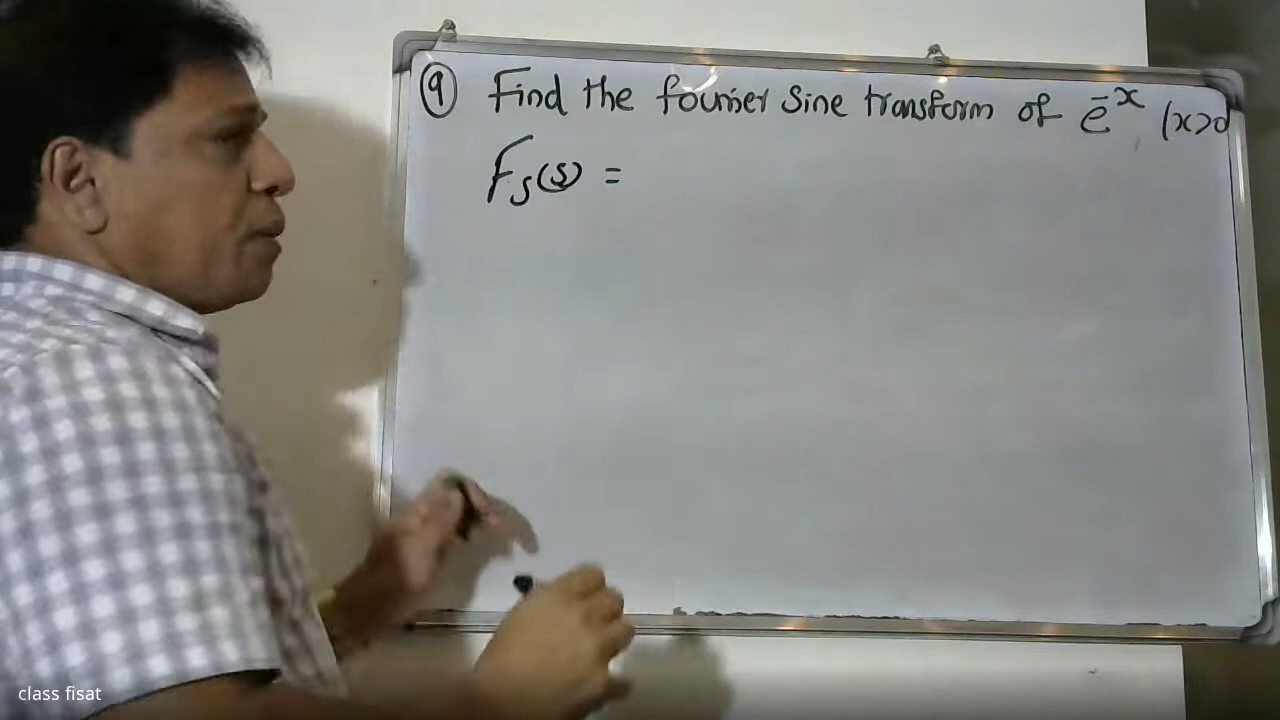 ⑨ Find the fourier sine transform of e⁻ˣ (x>0
Fs(s) =
class fisat